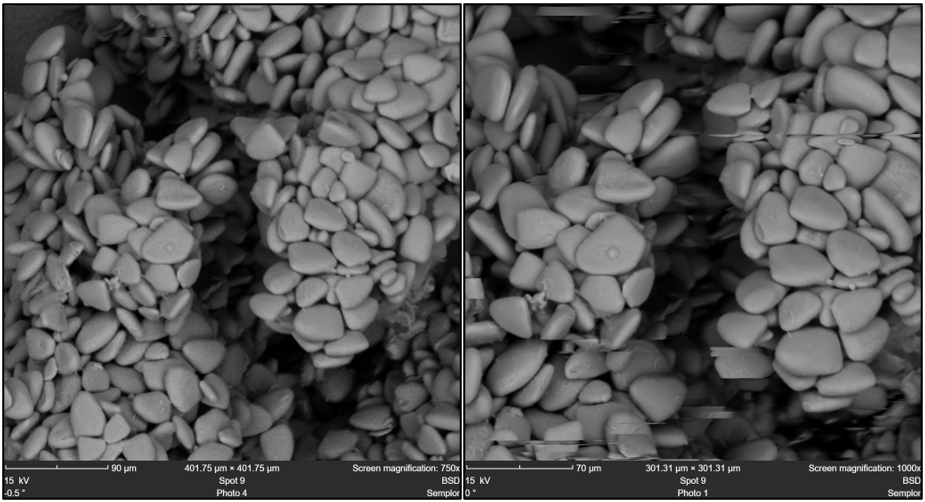 90 µm 401.75 µm × 401.75 µm Screen magnification: 750x
15 kV Spot 9 BSD
-0.5 ° Photo 4 Semplor
70 µm 301.31 µm × 301.31 µm Screen magnification: 1000x
15 kV Spot 9 BSD
0 ° Photo 1 Semplor